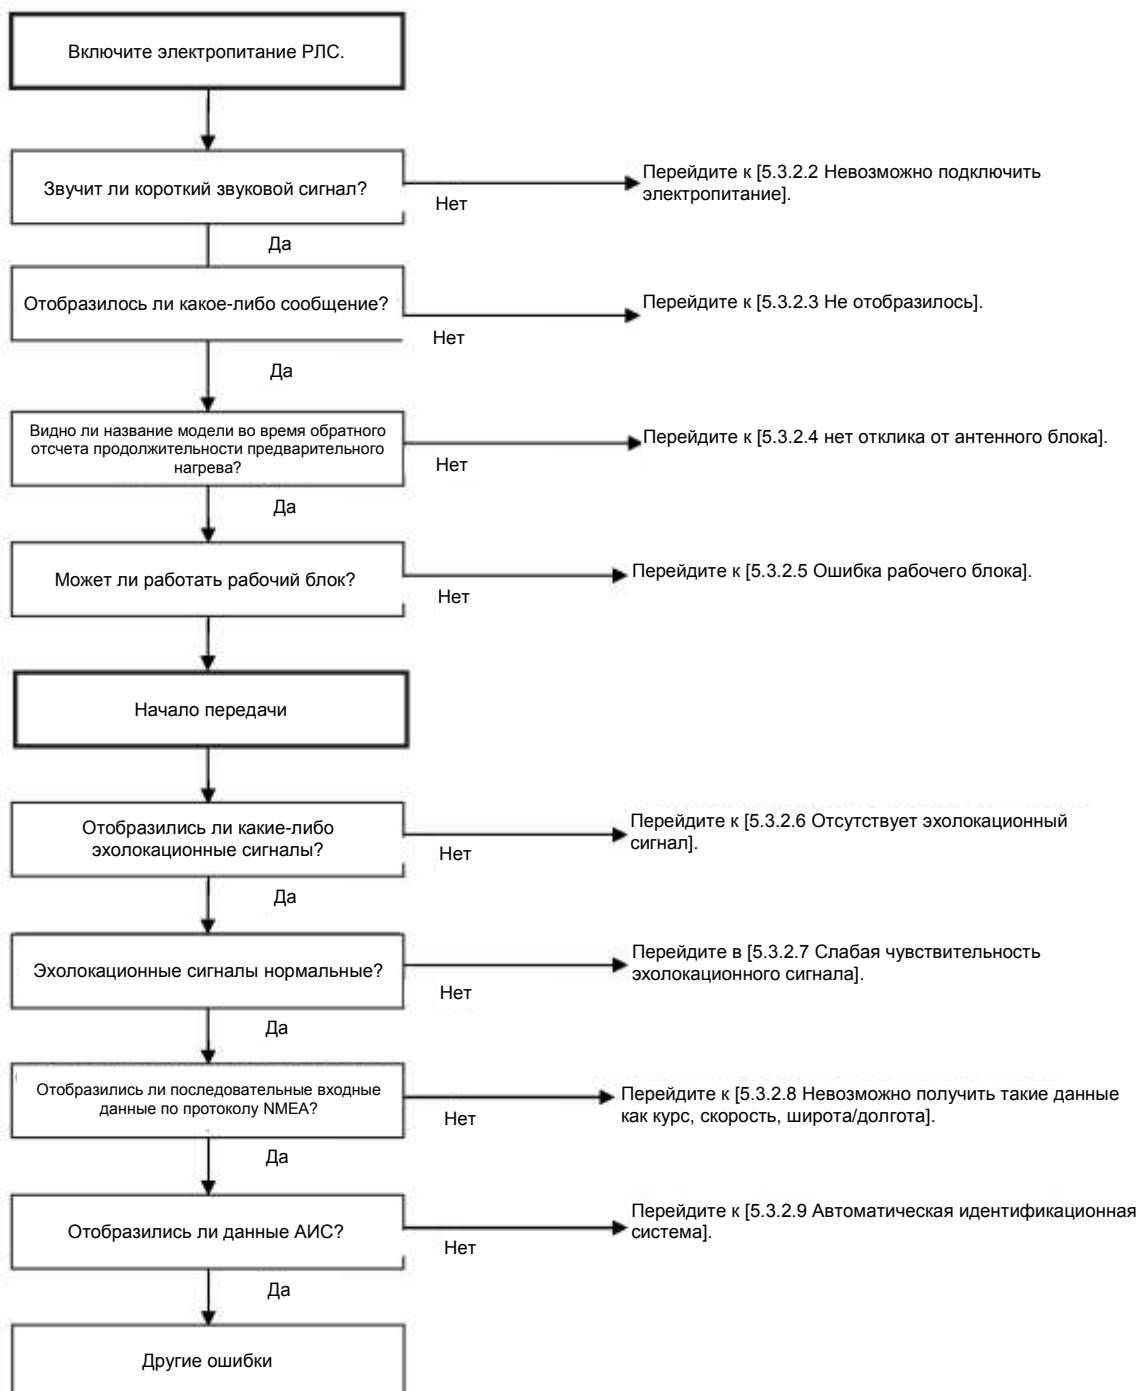 Включите электропитание РЛС.
Звучит ли короткий звуковой сигнал?
Нет
Перейдите к [5.3.2.2 Невозможно подключить
электропитание].
Да
Отобразилось ли какое-либо сообщение?
Нет
Перейдите к [5.3.2.3 Не отобразилось].
Да
Видно ли название модели во время обратного
отсчета продолжительности предварительного
нагрева?
Нет
Перейдите к [5.3.2.4 нет отклика от антенного блока].
Да
Может ли работать рабочий блок?
Нет
Перейдите к [5.3.2.5 Ошибка рабочего блока].
Начало передачи
Отобразились ли какие-либо
эхолокационные сигналы?
Нет
Перейдите к [5.3.2.6 Отсутствует эхолокационный
сигнал].
Да
Эхолокационные сигналы нормальные?
Нет
Перейдите в [5.3.2.7 Слабая чувствительность
эхолокационного сигнала].
Да
Отобразились ли последовательные входные
данные по протоколу NMEA?
Нет
Перейдите к [5.3.2.8 Невозможно получить такие данные
как курс, скорость, широта/долгота].
Да
Отобразились ли данные АИС?
Нет
Перейдите к [5.3.2.9 Автоматическая идентификационная
система].
Да
Другие ошибки